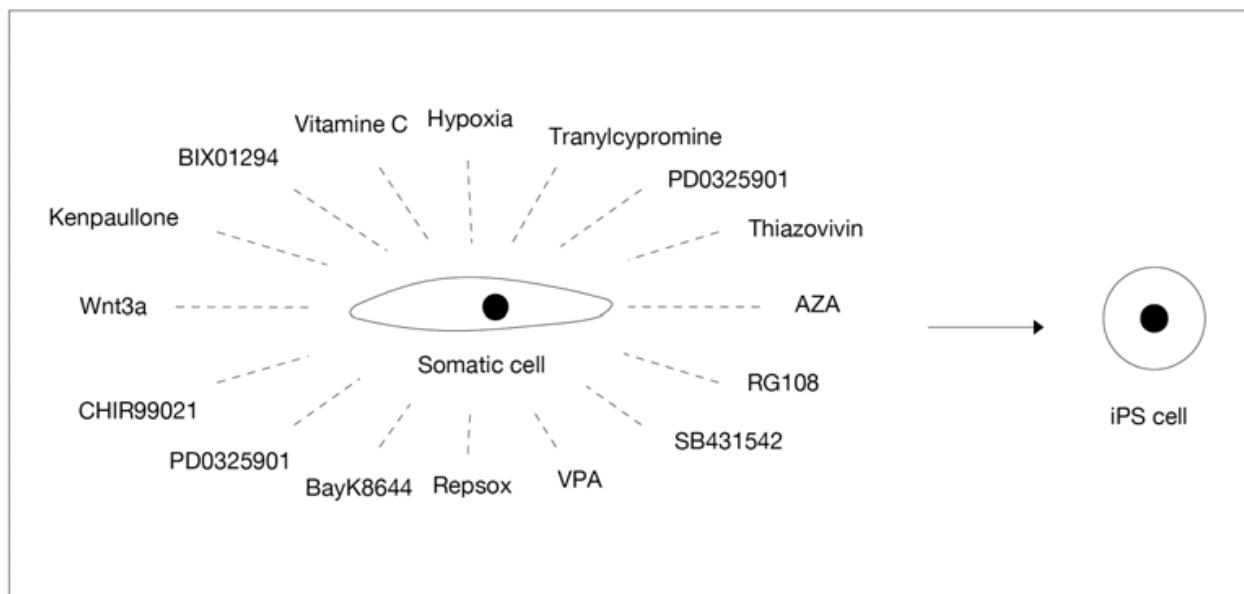 Hypoxia
Vitamine C
Tranylcypromine
BIX01294
PD0325901
Kenpaullone
Thiazovivin
Wnt3a
AZA
Somatic cell
CHIR99021
RG108
iPS cell
PD0325901
SB431542
BayK8644
Repsox
VPA